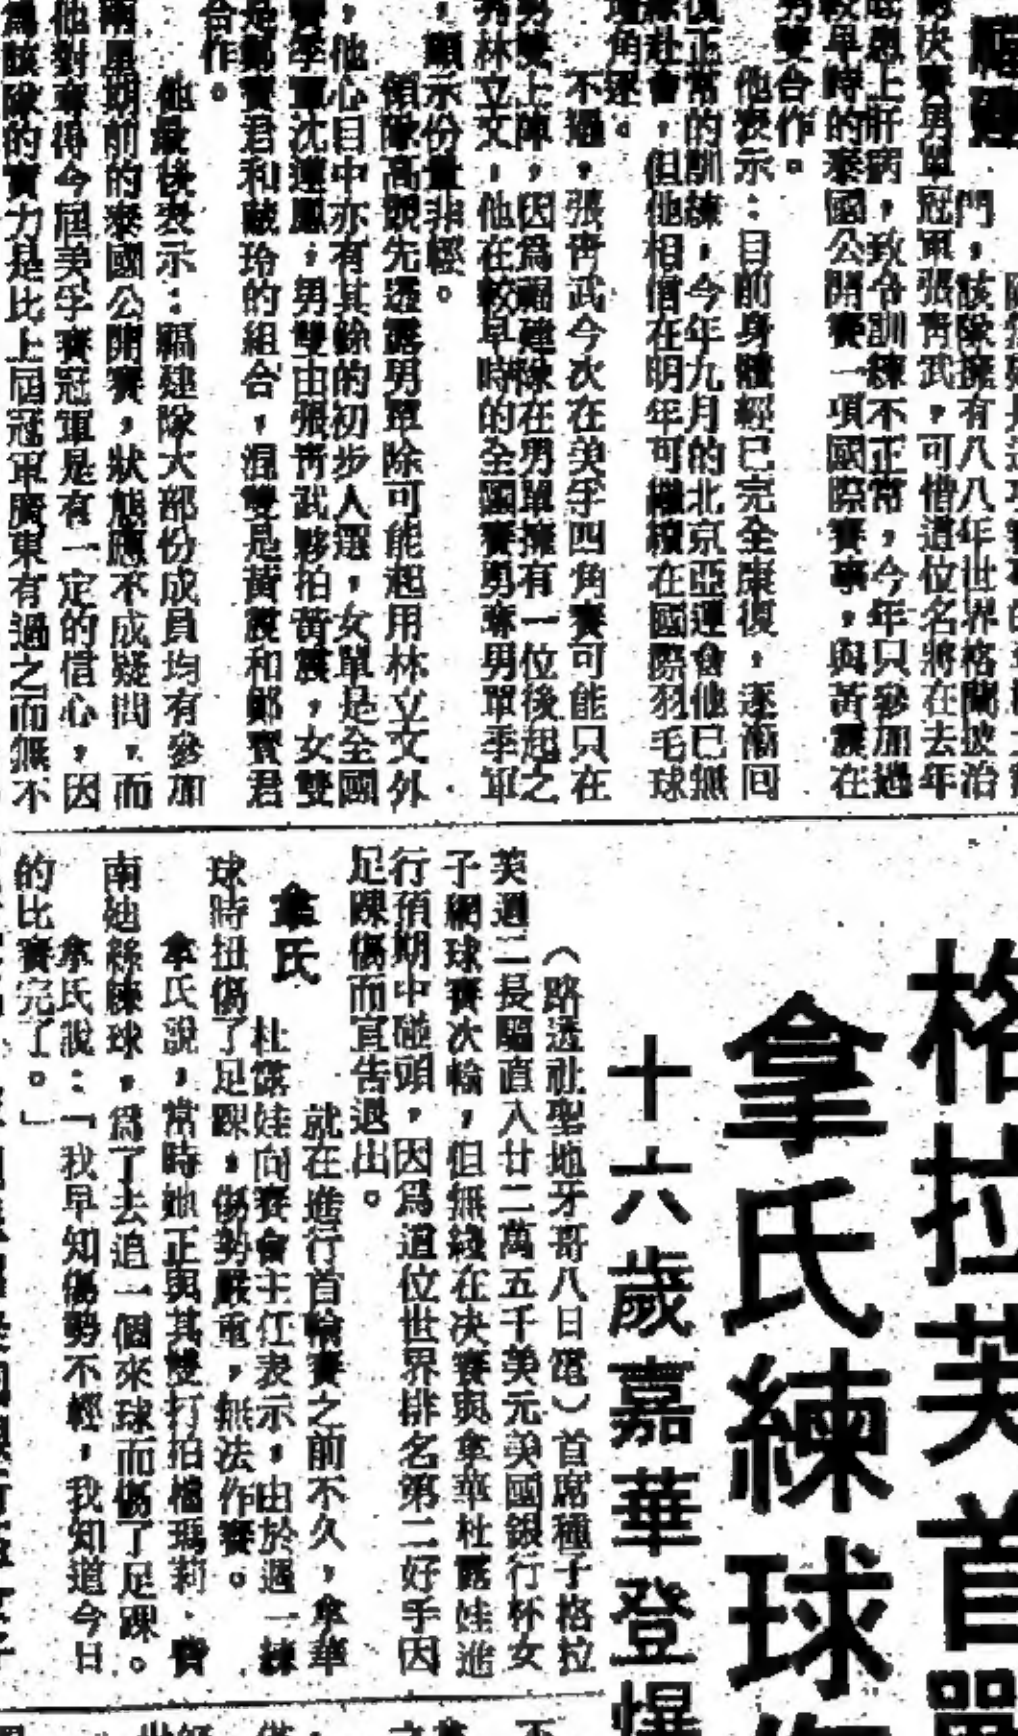 福建
門，該隊擁有八八年世界格蘭披治
總決賽男單冠軍張靑武，可惜這位名將在去年
底患上肝病，致令訓練不正常，今年只參加過
較早時的泰國公開賽一項國際賽事，與黃震在
男雙合作。
他表示：目前身體經已完全康復，逐漸回
復正常的訓練，今年九月的北京亞運會他已無
緣赴會，但他相信在明年可繼續在國際羽毛球
壇角逐。
不過，張靑武今次在美孚四角賽可能只在
男雙上陣，因爲福建隊在男單擁有一位後起之
秀林立文，他在較早時的全國賽男奪男單季軍
，顯示份量非輕。
領隊高覬先透露男單除可能起用林立文外
，他心目中亦有其餘的初步人選，女單是全國
賽季軍沈連鳳，男雙由張靑武夥拍黃震，女雙
是鄭寳君和敏玲的組合，混雙是黃震和鄭寳君
合作。
他最後表示：福建隊大部份成員均有參加
兩星期前的泰國公開賽，狀態應不成疑問，而
他對奪得今屆美孚賽冠軍是有一定的信心，因
爲該隊的實力是比上屆冠軍廣東有過之而無不
格拉芙首
拿氏練球
十六歲嘉華登爆
（路透社聖地牙哥八日電）首席種子格拉
芙週二長驅直入廿二萬五千美元美國銀行杯女
子網球賽次輪，但無緣在決賽與拿華杜露娃進
行預期中碰頭，因爲這位世界排名第二好手因
足踝傷而宣告退出。
拿氏
就在進行首輪賽之前不久，拿華
杜露娃向賽會主任表示，由於週一練
球時扭傷了足踝，傷勢嚴重，無法作賽。
拿氏說，當時她正與其雙打拍檔瑪莉·費
南迪絲練球，爲了去追一個來球而傷了足踝。
拿氏說：「我早知傷勢不輕，我知道今日
的比賽完了。」